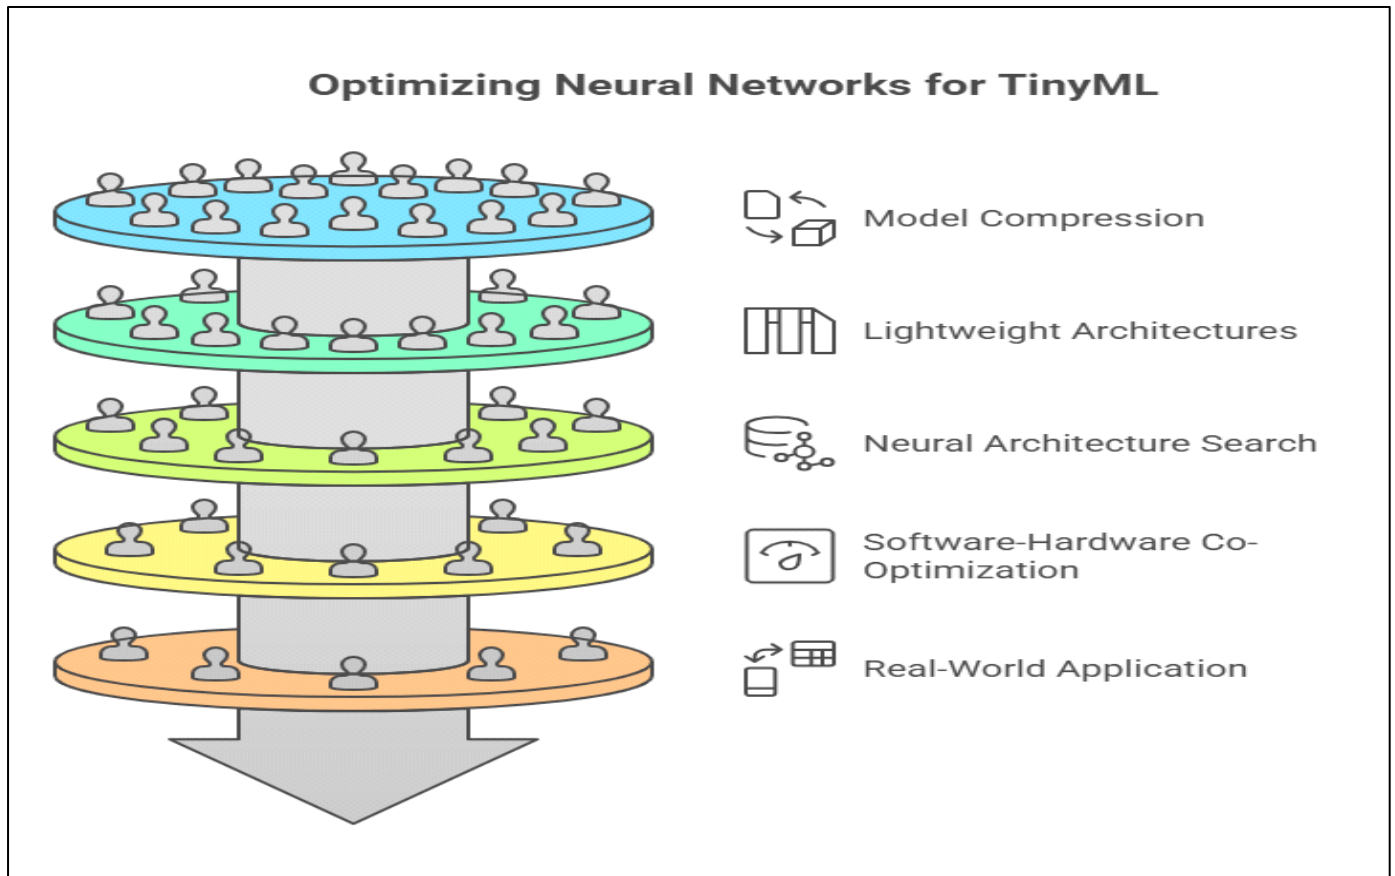 Optimizing Neural Networks for TinyML
Model Compression
Lightweight Architectures
Neural Architecture Search
Software-Hardware Co-
Optimization
Real-World Application